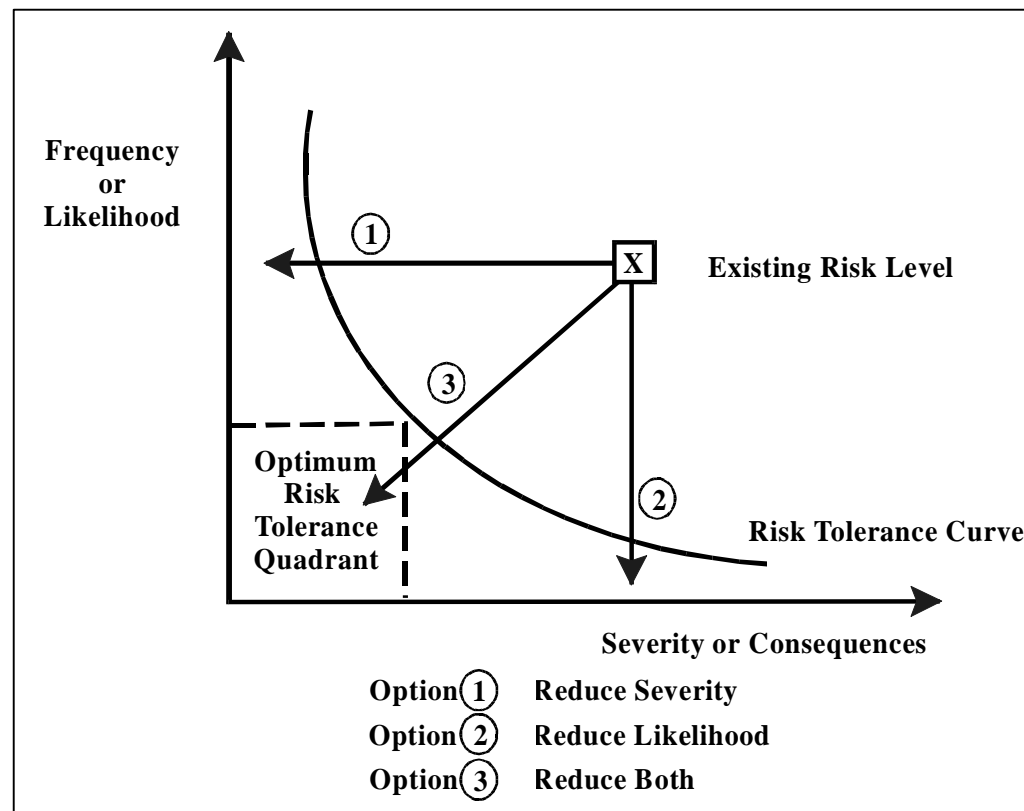 Frequency
or
Likelihood
1
X
Existing Risk Level
3
Optimum
Risk
Tolerance
Quadrant
2
Risk Tolerance Curve
Severity or Consequences
Option 1 Reduce Severity
Option 2 Reduce Likelihood
Option 3 Reduce Both